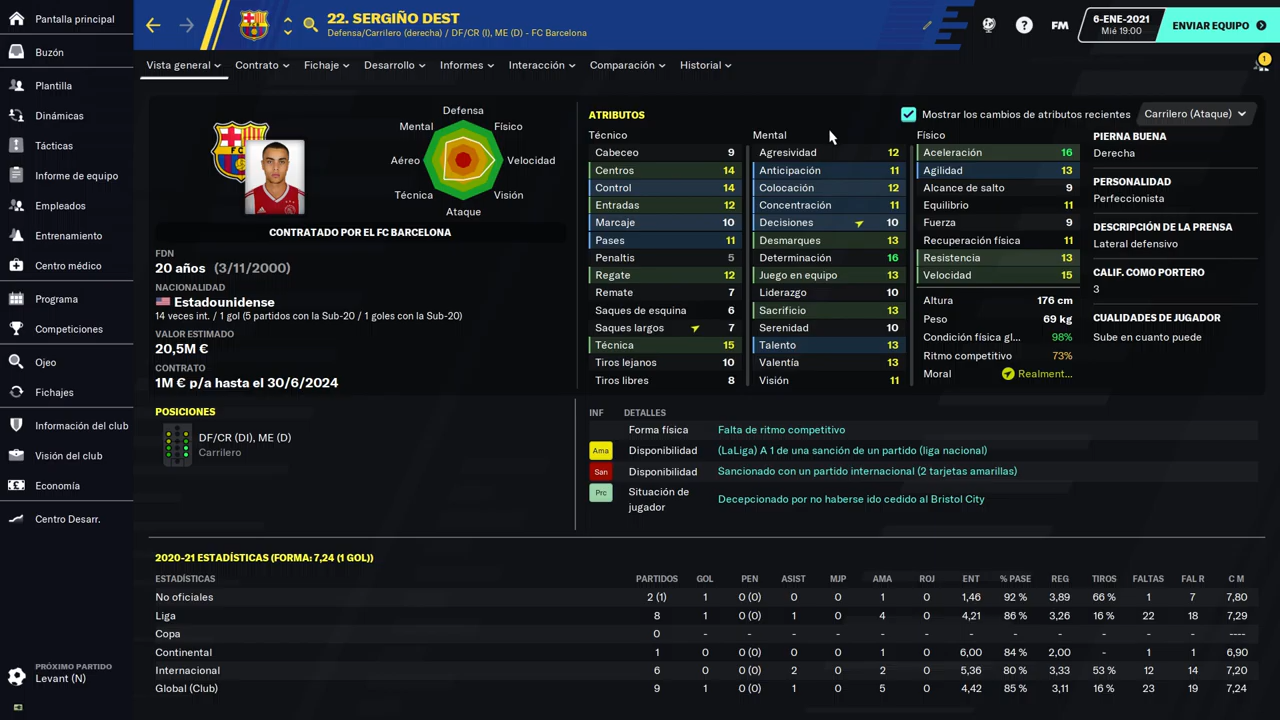 Pantalla principal
Buzón
Plantilla
Dinámicas
Tácticas
Informe de equipo
Empleados
Entrenamiento
Centro médico
Programa
Competiciones
Ojeo
Fichajes
Información del club
Visión del club
Economía
Centro Desarr.
PRÓXIMO PARTIDO
Levant (N)
22. SERGIÑO DEST
Defensa/Carrilero (derecha) / DF/CR (I), ME (D) - FC Barcelona
FM
6-ENE-2021
Mié 19:00
ENVIAR EQUIPO
Vista general Contrato Fichaje Desarrollo Informes Interacción Comparación Historial
1
Defensa
Mental Físico
Aéreo Velocidad
Técnica Visión
Ataque
CONTRATADO POR EL FC BARCELONA
FDN
20 años (3/11/2000)
NACIONALIDAD
Estadounidense
14 veces int. / 1 gol (5 partidos con la Sub-20 / 1 goles con la Sub-20)
VALOR ESTIMADO
20,5M €
CONTRATO
1M € p/a hasta el 30/6/2024
ATRIBUTOS
Mostrar los cambios de atributos recientes
Carrilero (Ataque)
Técnico
Cabeceo 9
Centros 14
Control 14
Entradas 12
Marcaje 10
Pases 11
Penaltis 5
Regate 12
Remate 7
Saques de esquina 6
Saques largos 7
Técnica 15
Tiros lejanos 10
Tiros libres 8
Mental
Agresividad 12
Anticipación 11
Colocación 12
Concentración 11
Decisiones 10
Desmarques 13
Determinación 16
Juego en equipo 13
Liderazgo 10
Sacrificio 13
Serenidad 10
Talento 13
Valentía 13
Visión 11
Físico
Aceleración 16
Agilidad 13
Alcance de salto 9
Equilibrio 11
Fuerza 9
Recuperación física 11
Resistencia 13
Velocidad 15
Altura 176 cm
Peso 69 kg
Condición física gl... 98%
Ritmo competitivo 73%
Moral Realment...
PIERNA BUENA
Derecha
PERSONALIDAD
Perfeccionista
DESCRIPCIÓN DE LA PRENSA
Lateral defensivo
CALIF. COMO PORTERO
3
CUALIDADES DE JUGADOR
Sube en cuanto puede
POSICIONES
DF/CR (DI), ME (D)
Carrilero
INF DETALLES
Forma física Falta de ritmo competitivo
Ama Disponibilidad (LaLiga) A 1 de una sanción de un partido (liga nacional)
San Disponibilidad Sancionado con un partido internacional (2 tarjetas amarillas)
Prc Situación de jugador Decepcionado por no haberse ido cedido al Bristol City
2020-21 ESTADÍSTICAS (FORMA: 7,24 (1 GOL))
ESTADÍSTICAS PARTIDOS GOL PEN ASIST MJP AMA ROJ ENT % PASE REG TIROS FALTAS FAL R C M
No oficiales 2 (1) 1 0 (0) 0 0 1 0 1,46 92 % 3,89 66 % 1 7 7,80
Liga 8 1 0 (0) 1 0 4 0 4,21 86 % 3,26 16 % 22 18 7,29
Copa 0 - - - - - - - - - - - - ----
Continental 1 0 0 (0) 0 0 1 0 6,00 84 % 2,00 - 1 1 6,90
Internacional 6 0 0 (0) 2 0 2 0 5,36 80 % 3,33 53 % 12 14 7,20
Global (Club) 9 1 0 (0) 1 0 5 0 4,42 85 % 3,11 16 % 23 19 7,24